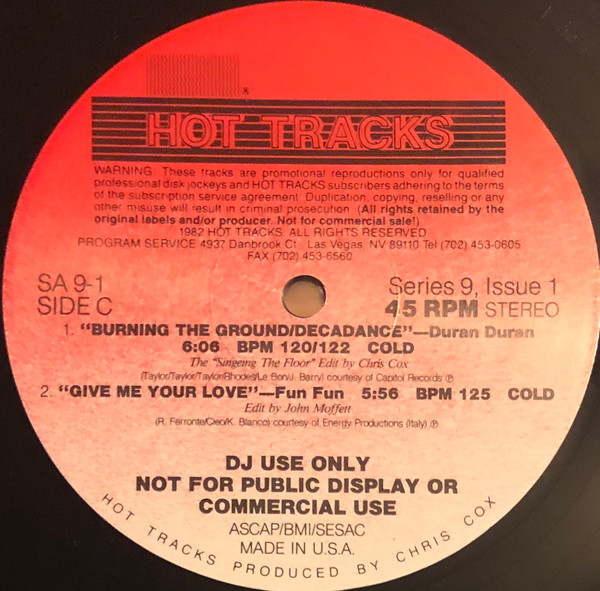 ®
HOT TRACKS
WARNING: These tracks are promotional reproductions only for qualified
professional disk jockeys and HOT TRACKS subscribers adhering to the terms
of the subscription service agreement. Duplication, copying, reselling or any
other misuse will result in criminal prosecution. (All rights retained by the
original labels and/or producer. Not for commercial sale!)
1982 HOT TRACKS. ALL RIGHTS RESERVED
PROGRAM SERVICE 4937 Danbrook Ct. Las Vegas, NV 89110 Tel (702) 453-0605
FAX (702) 453-6560
SA 9-1 Series 9, Issue 1
SIDE C 45 RPM STEREO
1. "BURNING THE GROUND/DECADANCE"—Duran Duran
6:06 BPM 120/122 COLD
The "Singeing The Floor" Edit by Chris Cox
(Taylor/Taylor/Taylor/Rhodes/Le Bon/J. Barry) courtesy of Capitol Records ℗
2. "GIVE ME YOUR LOVE"—Fun Fun 5:56 BPM 125 COLD
Edit by John Moffett
(R. Ferronte/Cleo/K. Blanco) courtesy of Energy Productions (Italy) ℗
DJ USE ONLY
NOT FOR PUBLIC DISPLAY OR
COMMERCIAL USE
ASCAP/BMI/SESAC
MADE IN U.S.A.
HOT TRACKS PRODUCED BY CHRIS COX